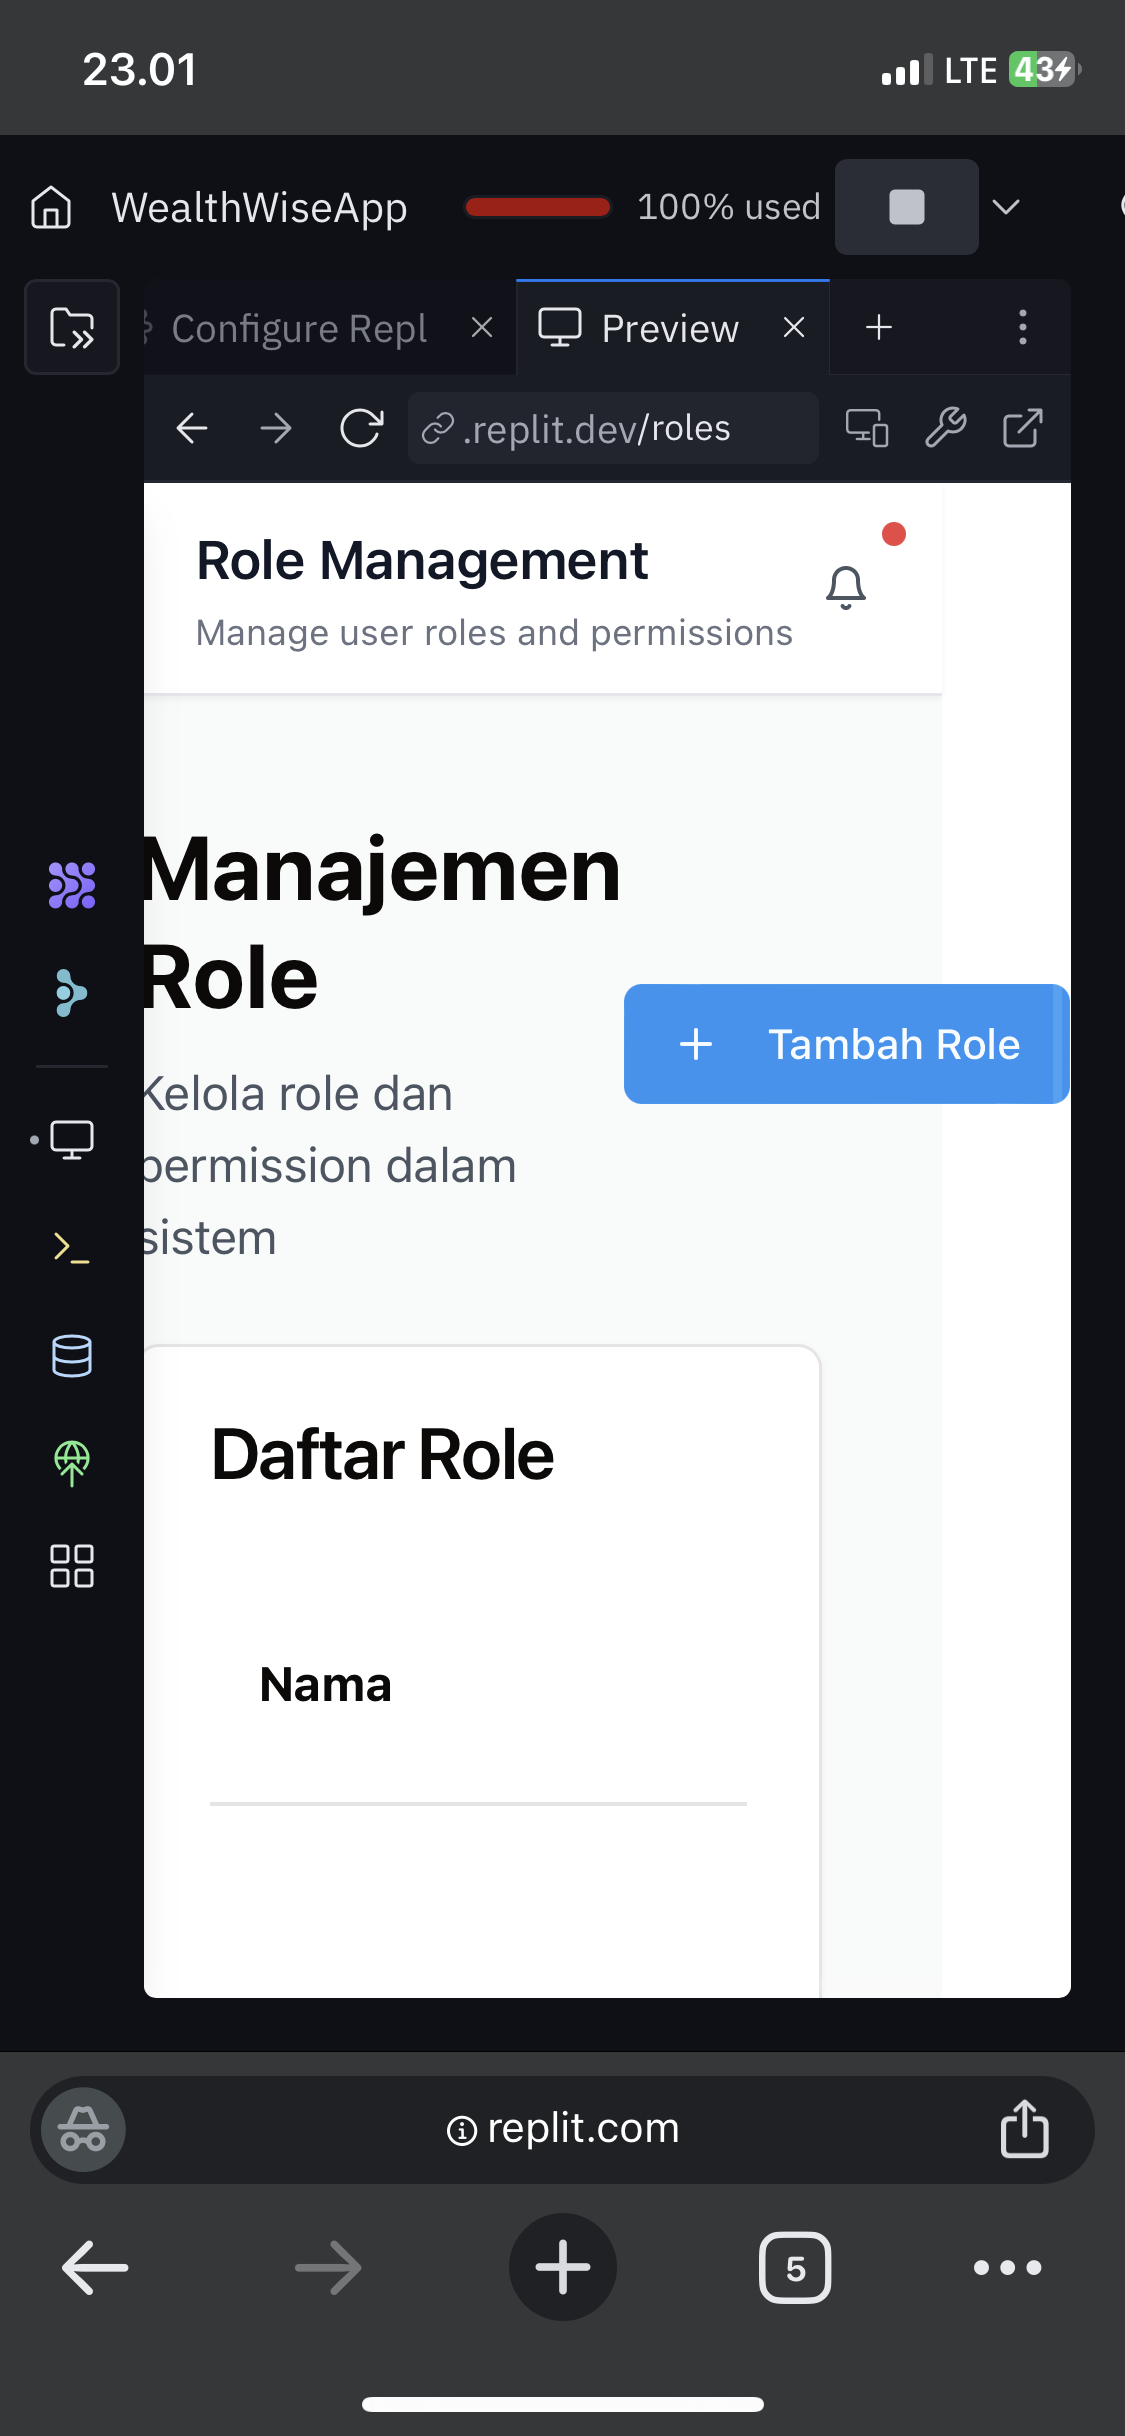 23.01
LTE 43
WealthWiseApp
100% used
Configure Repl
Preview
.replit.dev/roles
Role Management
Manage user roles and permissions
Manajemen
Role
Tambah Role
Kelola role dan
permission dalam
sistem
Daftar Role
Nama
replit.com
5